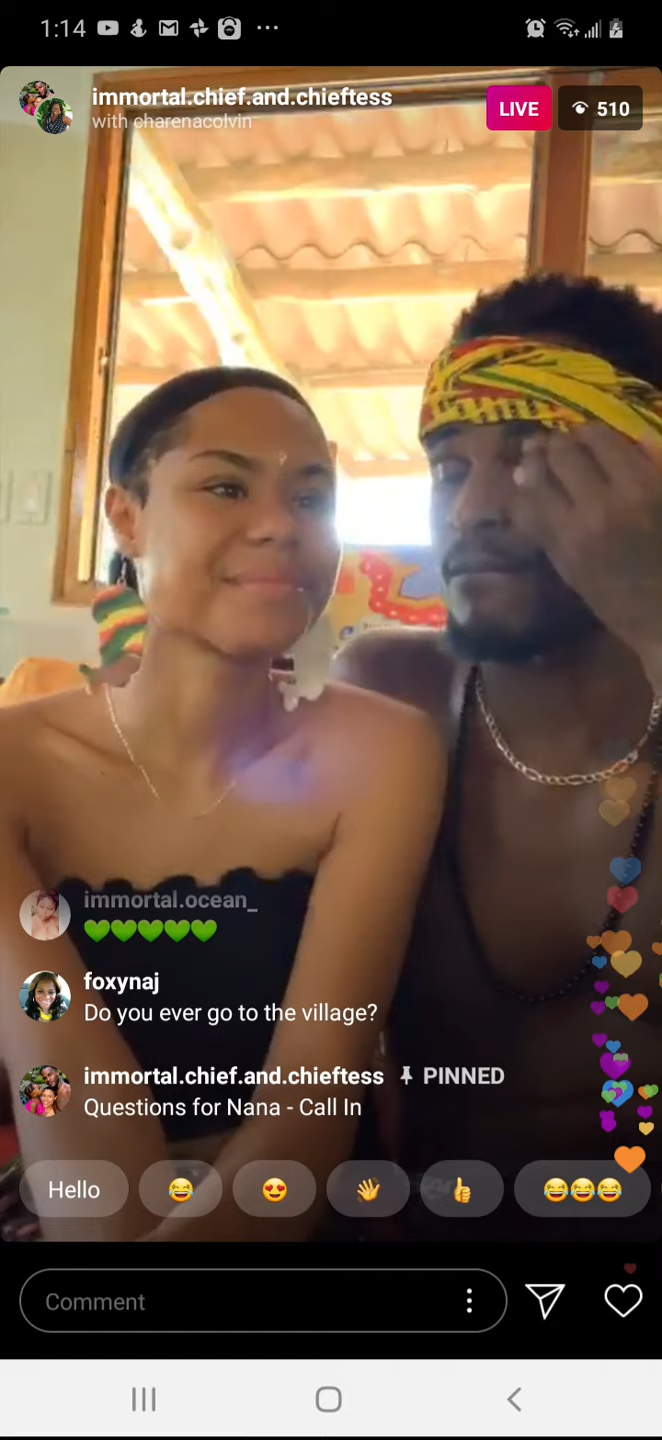 1:14
immortal.chief.and.chieftess
with charenacolvin
LIVE
510
immortal.ocean_
💚💚💚💚💚
foxynaj
Do you ever go to the village?
immortal.chief.and.chieftess PINNED
Questions for Nana - Call In
Hello 😂 😍 👋 👍 😂😂😂
Comment